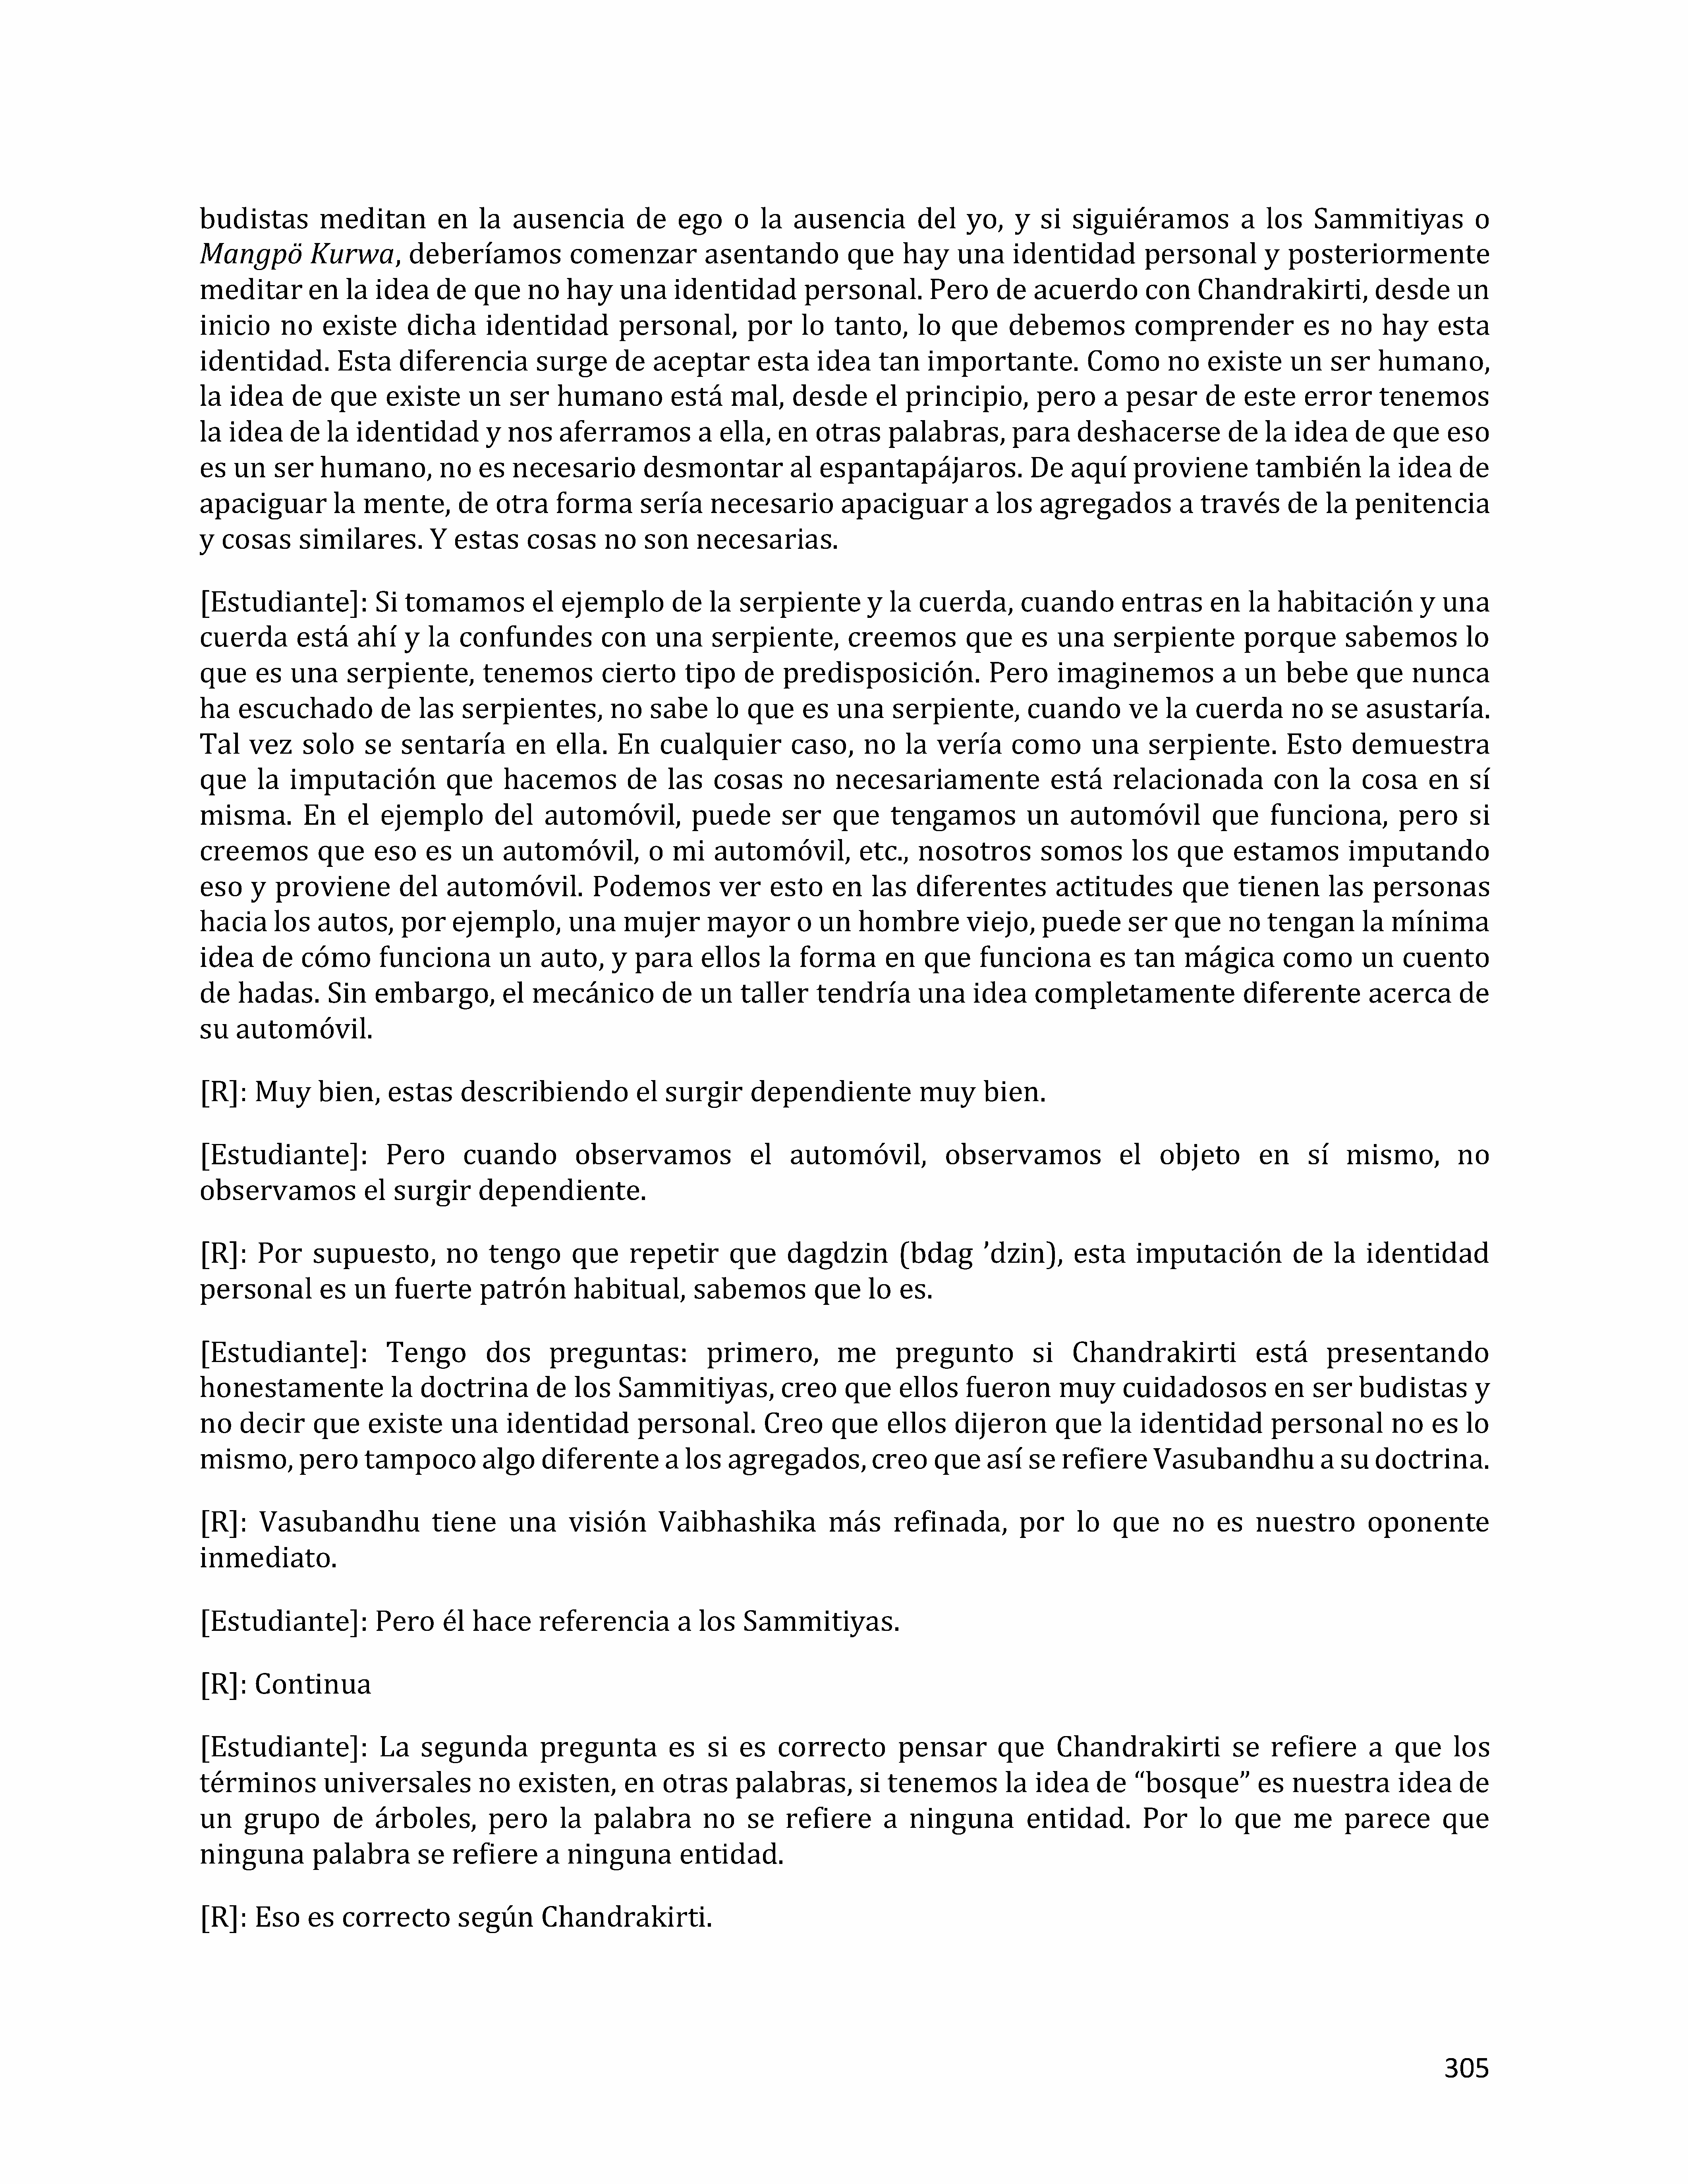 budistas meditan en la ausencia de ego o la ausencia del yo, y si siguiéramos a los Sammitiyas o
Mangpö Kurwa, deberíamos comenzar asentando que hay una identidad personal y posteriormente
meditar en la idea de que no hay una identidad personal. Pero de acuerdo con Chandrakirti, desde un
inicio no existe dicha identidad personal, por lo tanto, lo que debemos comprender es no hay esta
identidad. Esta diferencia surge de aceptar esta idea tan importante. Como no existe un ser humano,
la idea de que existe un ser humano está mal, desde el principio, pero a pesar de este error tenemos
la idea de la identidad y nos aferramos a ella, en otras palabras, para deshacerse de la idea de que eso
es un ser humano, no es necesario desmontar al espantapájaros. De aquí proviene también la idea de
apaciguar la mente, de otra forma sería necesario apaciguar a los agregados a través de la penitencia
y cosas similares. Y estas cosas no son necesarias.
[Estudiante]: Si tomamos el ejemplo de la serpiente y la cuerda, cuando entras en la habitación y una
cuerda está ahí y la confundes con una serpiente, creemos que es una serpiente porque sabemos lo
que es una serpiente, tenemos cierto tipo de predisposición. Pero imaginemos a un bebe que nunca
ha escuchado de las serpientes, no sabe lo que es una serpiente, cuando ve la cuerda no se asustaría.
Tal vez solo se sentaría en ella. En cualquier caso, no la vería como una serpiente. Esto demuestra
que la imputación que hacemos de las cosas no necesariamente está relacionada con la cosa en sí
misma. En el ejemplo del automóvil, puede ser que tengamos un automóvil que funciona, pero si
creemos que eso es un automóvil, o mi automóvil, etc., nosotros somos los que estamos imputando
eso y proviene del automóvil. Podemos ver esto en las diferentes actitudes que tienen las personas
hacia los autos, por ejemplo, una mujer mayor o un hombre viejo, puede ser que no tengan la mínima
idea de cómo funciona un auto, y para ellos la forma en que funciona es tan mágica como un cuento
de hadas. Sin embargo, el mecánico de un taller tendría una idea completamente diferente acerca de
su automóvil.
[R]: Muy bien, estas describiendo el surgir dependiente muy bien.
[Estudiante]: Pero cuando observamos el automóvil, observamos el objeto en sí mismo, no
observamos el surgir dependiente.
[R]: Por supuesto, no tengo que repetir que dagdzin (bdag ’dzin), esta imputación de la identidad
personal es un fuerte patrón habitual, sabemos que lo es.
[Estudiante]: Tengo dos preguntas: primero, me pregunto si Chandrakirti está presentando
honestamente la doctrina de los Sammitiyas, creo que ellos fueron muy cuidadosos en ser budistas y
no decir que existe una identidad personal. Creo que ellos dijeron que la identidad personal no es lo
mismo, pero tampoco algo diferente a los agregados, creo que así se refiere Vasubandhu a su doctrina.
[R]: Vasubandhu tiene una visión Vaibhashika más refinada, por lo que no es nuestro oponente
inmediato.
[Estudiante]: Pero él hace referencia a los Sammitiyas.
[R]: Continua
[Estudiante]: La segunda pregunta es si es correcto pensar que Chandrakirti se refiere a que los
términos universales no existen, en otras palabras, si tenemos la idea de “bosque” es nuestra idea de
un grupo de árboles, pero la palabra no se refiere a ninguna entidad. Por lo que me parece que
ninguna palabra se refiere a ninguna entidad.
[R]: Eso es correcto según Chandrakirti.
305